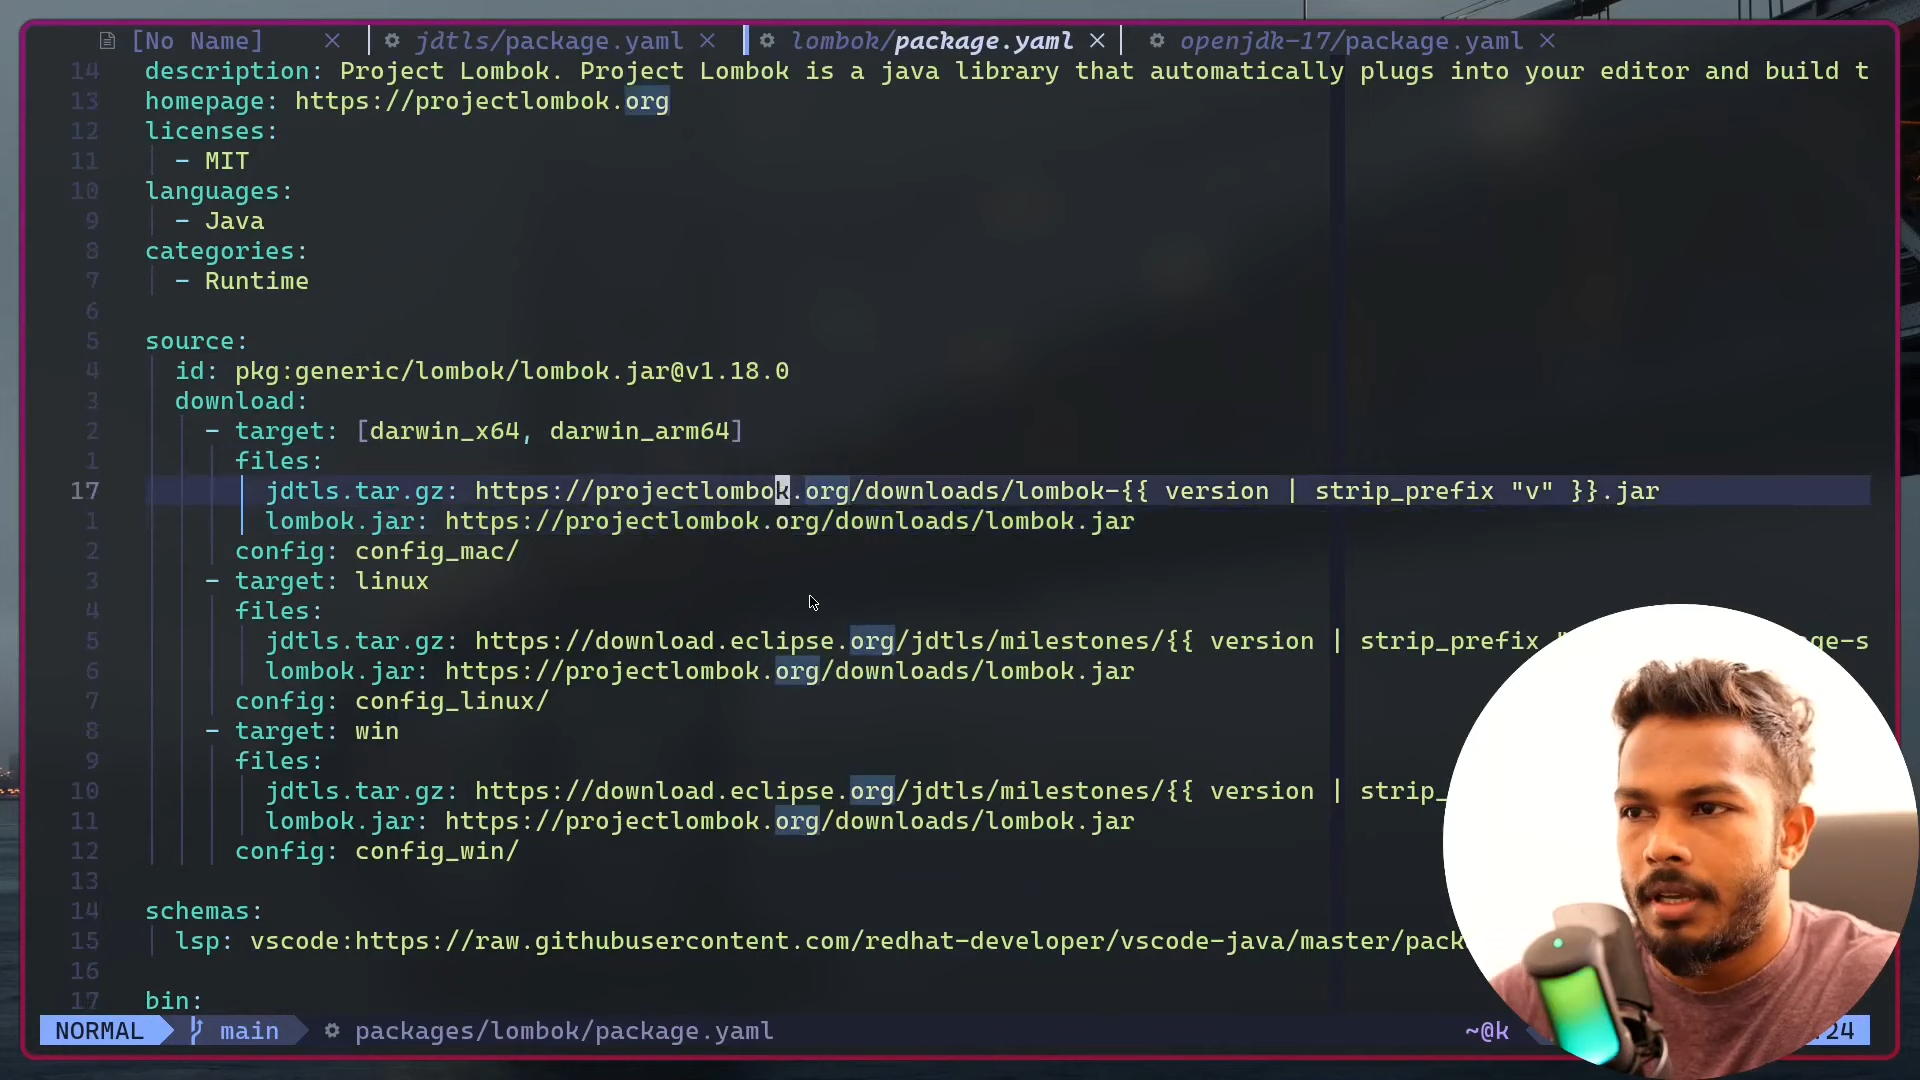 [No Name] jdtls/package.yaml lombok/package.yaml openjdk-17/package.yaml
14 description: Project Lombok. Project Lombok is a java library that automatically plugs into your editor and build t
13 homepage: https://projectlombok.org
12 licenses:
11 - MIT
10 languages:
9 - Java
8 categories:
7 - Runtime
6
5 source:
4 id: pkg:generic/lombok/lombok.jar@v1.18.0
3 download:
2 - target: [darwin_x64, darwin_arm64]
1 files:
17 jdtls.tar.gz: https://projectlombok.org/downloads/lombok-{{ version | strip_prefix "v" }}.jar
1 lombok.jar: https://projectlombok.org/downloads/lombok.jar
2 config: config_mac/
3 - target: linux
4 files:
5 jdtls.tar.gz: https://download.eclipse.org/jdtls/milestones/{{ version | strip_prefix
6 lombok.jar: https://projectlombok.org/downloads/lombok.jar
7 config: config_linux/
8 - target: win
9 files:
10 jdtls.tar.gz: https://download.eclipse.org/jdtls/milestones/{{ version | strip_
11 lombok.jar: https://projectlombok.org/downloads/lombok.jar
12 config: config_win/
13
14 schemas:
15 lsp: vscode:https://raw.githubusercontent.com/redhat-developer/vscode-java/master/pack
16
17 bin:
NORMAL main packages/lombok/package.yaml ~@k